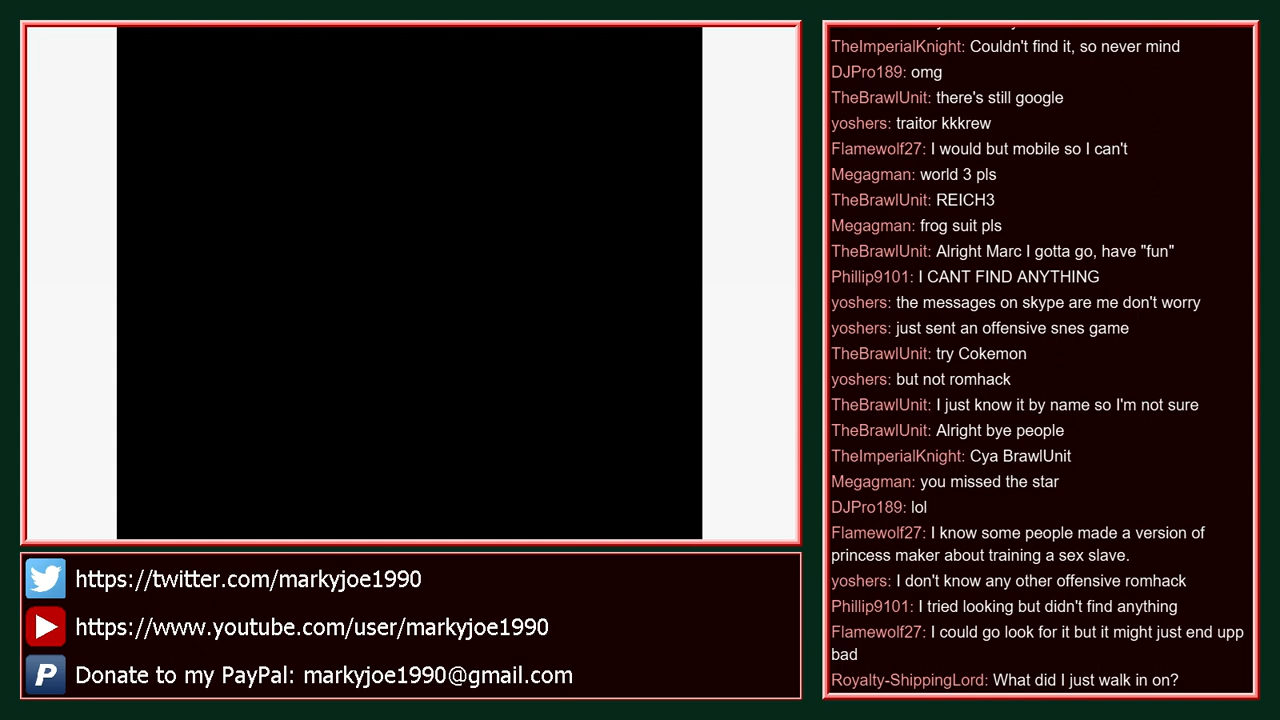 TheImperialKnight: Couldn't find it, so never mind
DJPro189: omg
TheBrawlUnit: there's still google
yoshers: traitor kkkrew
Flamewolf27: I would but mobile so I can't
Megagman: world 3 pls
TheBrawlUnit: REICH3
Megagman: frog suit pls
TheBrawlUnit: Alright Marc I gotta go, have "fun"
Phillip9101: I CANT FIND ANYTHING
yoshers: the messages on skype are me don't worry
yoshers: just sent an offensive snes game
TheBrawlUnit: try Cokemon
yoshers: but not romhack
TheBrawlUnit: I just know it by name so I'm not sure
TheBrawlUnit: Alright bye people
TheImperialKnight: Cya BrawlUnit
Megagman: you missed the star
DJPro189: lol
Flamewolf27: I know some people made a version of
princess maker about training a sex slave.
yoshers: I don't know any other offensive romhack
Phillip9101: I tried looking but didn't find anything
Flamewolf27: I could go look for it but it might just end upp
bad
Royalty-ShippingLord: What did I just walk in on?
https://twitter.com/markyjoe1990
https://www.youtube.com/user/markyjoe1990
P Donate to my PayPal: markyjoe1990@gmail.com